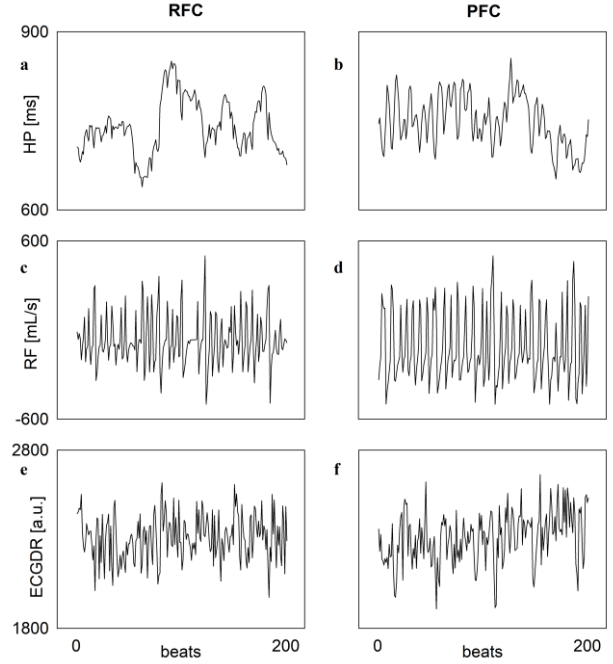 RFC PFC
900
a b
HP [ms]
600
600
c d
RF [mL/s]
-600
2800
e f
ECGDR [a.u.]
1800
0 200 0 200
beats beats